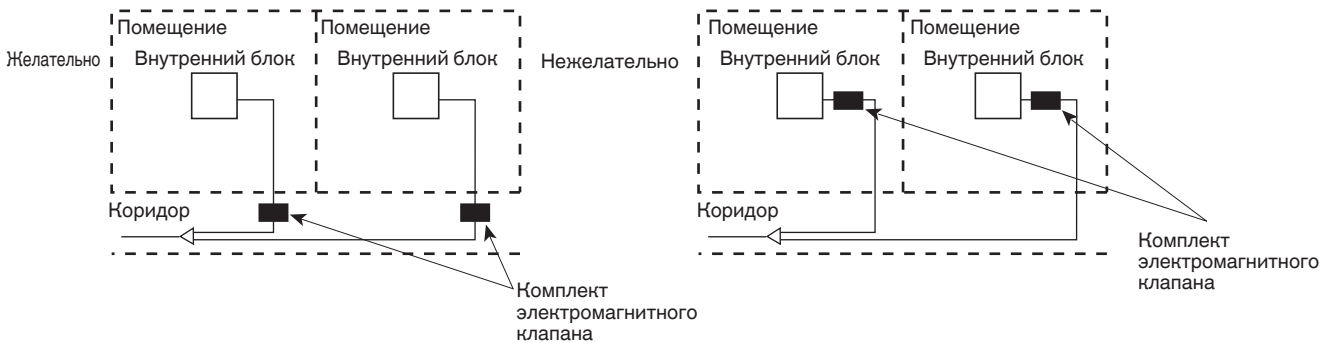 Желательно
Помещение
Внутренний блок
Помещение
Внутренний блок
Коридор
Комплект
электромагнитного
клапана
Нежелательно
Помещение
Внутренний блок
Помещение
Внутренний блок
Коридор
Комплект
электромагнитного
клапана